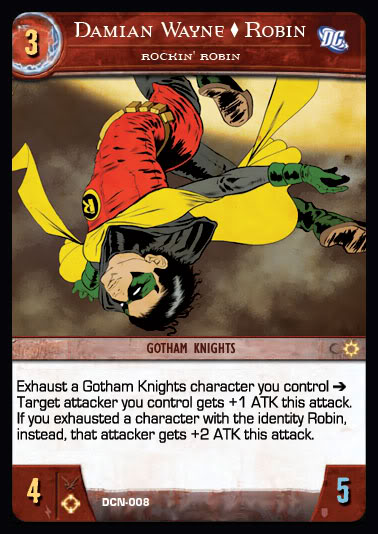 3
DAMIAN WAYNE ♦ ROBIN
ROCKIN' ROBIN
DC
R
GOTHAM KNIGHTS
C
Exhaust a Gotham Knights character you control ➔
Target attacker you control gets +1 ATK this attack.
If you exhausted a character with the identity Robin,
instead, that attacker gets +2 ATK this attack.
4
DCN-008
5